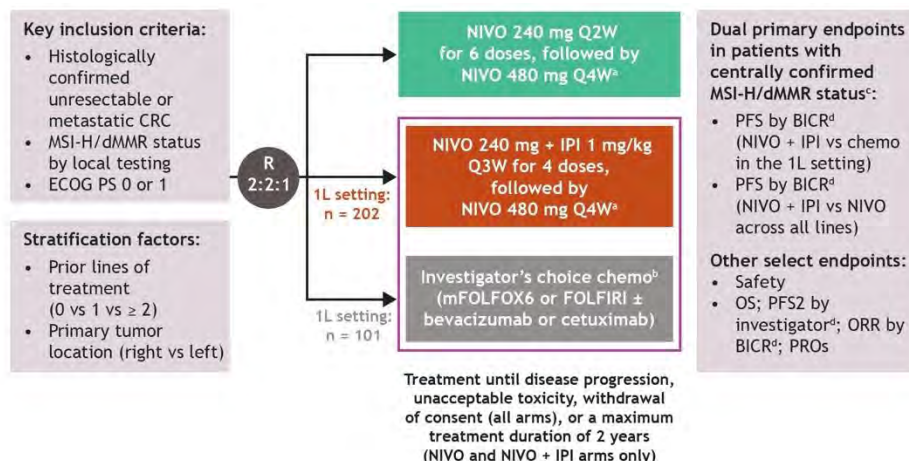 Key inclusion criteria:
• Histologically
confirmed
unresectable or
metastatic CRC
• MSI-H/dMMR status
by local testing
• ECOG PS 0 or 1
Stratification factors:
• Prior lines of
treatment
(0 vs 1 vs ≥ 2)
• Primary tumor
location (right vs left)
R
2:2:1
NIVO 240 mg Q2W
for 6 doses, followed by
NIVO 480 mg Q4Wᵃ
1L setting:
n = 202
NIVO 240 mg + IPI 1 mg/kg
Q3W for 4 doses,
followed by
NIVO 480 mg Q4Wᵃ
1L setting:
n = 101
Investigator's choice chemoᵇ
(mFOLFOX6 or FOLFIRI ±
bevacizumab or cetuximab)
Treatment until disease progression,
unacceptable toxicity, withdrawal
of consent (all arms), or a maximum
treatment duration of 2 years
(NIVO and NIVO + IPI arms only)
Dual primary endpoints
in patients with
centrally confirmed
MSI-H/dMMR statusᶜ:
• PFS by BICRᵈ
(NIVO + IPI vs chemo
in the 1L setting)
• PFS by BICRᵈ
(NIVO + IPI vs NIVO
across all lines)
Other select endpoints:
• Safety
• OS; PFS2 by
investigatorᵈ; ORR by
BICRᵈ; PROs